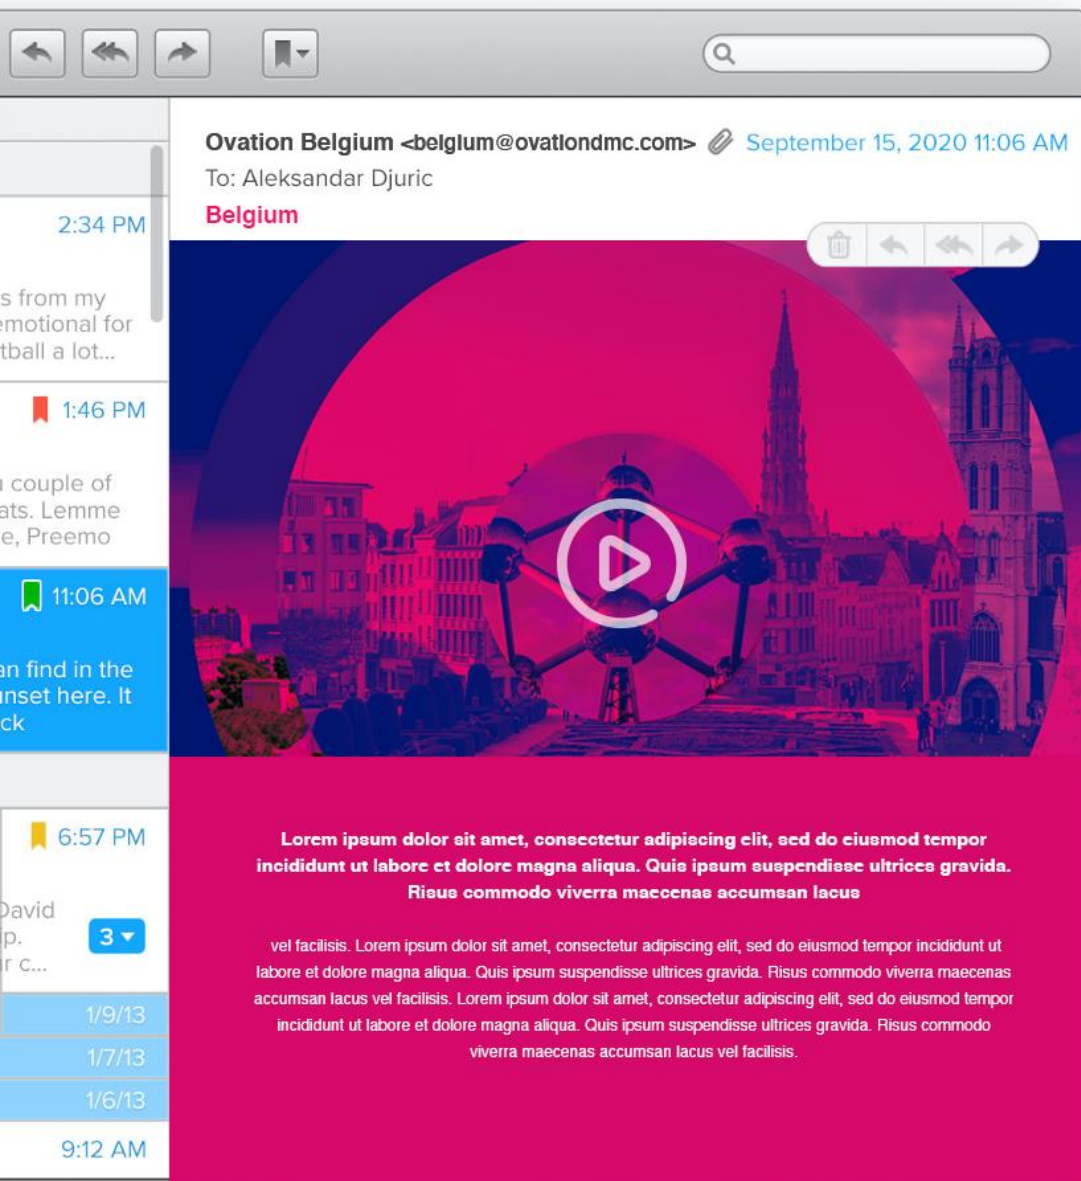 Ovation Belgium <belgium@ovationdmc.com>
September 15, 2020 11:06 AM
To: Aleksandar Djuric
Belgium
2:34 PM
s from my
emotional for
tball a lot...
1:46 PM
couple of
ats. Lemme
e, Preemo
11:06 AM
an find in the
unset here. It
ck
6:57 PM
David
p.
r c...
3
1/9/13
1/7/13
1/6/13
9:12 AM
Lorem ipsum dolor sit amet, consectetur adipiscing elit, sed do eiusmod tempor
incididunt ut labore et dolore magna aliqua. Quis ipsum suspendisse ultrices gravida.
Risus commodo viverra maecenas accumsan lacus
vel facilisis. Lorem ipsum dolor sit amet, consectetur adipiscing elit, sed do eiusmod tempor incididunt ut
labore et dolore magna aliqua. Quis ipsum suspendisse ultrices gravida. Risus commodo viverra maecenas
accumsan lacus vel facilisis. Lorem ipsum dolor sit amet, consectetur adipiscing elit, sed do eiusmod tempor
incididunt ut labore et dolore magna aliqua. Quis ipsum suspendisse ultrices gravida. Risus commodo
viverra maecenas accumsan lacus vel facilisis.